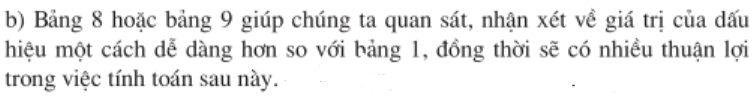 b) Bảng 8 hoặc bảng 9 giúp chúng ta quan sát, nhận xét về giá trị của dấu
hiệu một cách dễ dàng hơn so với bảng 1, đồng thời sẽ có nhiều thuận lợi
trong việc tính toán sau này.